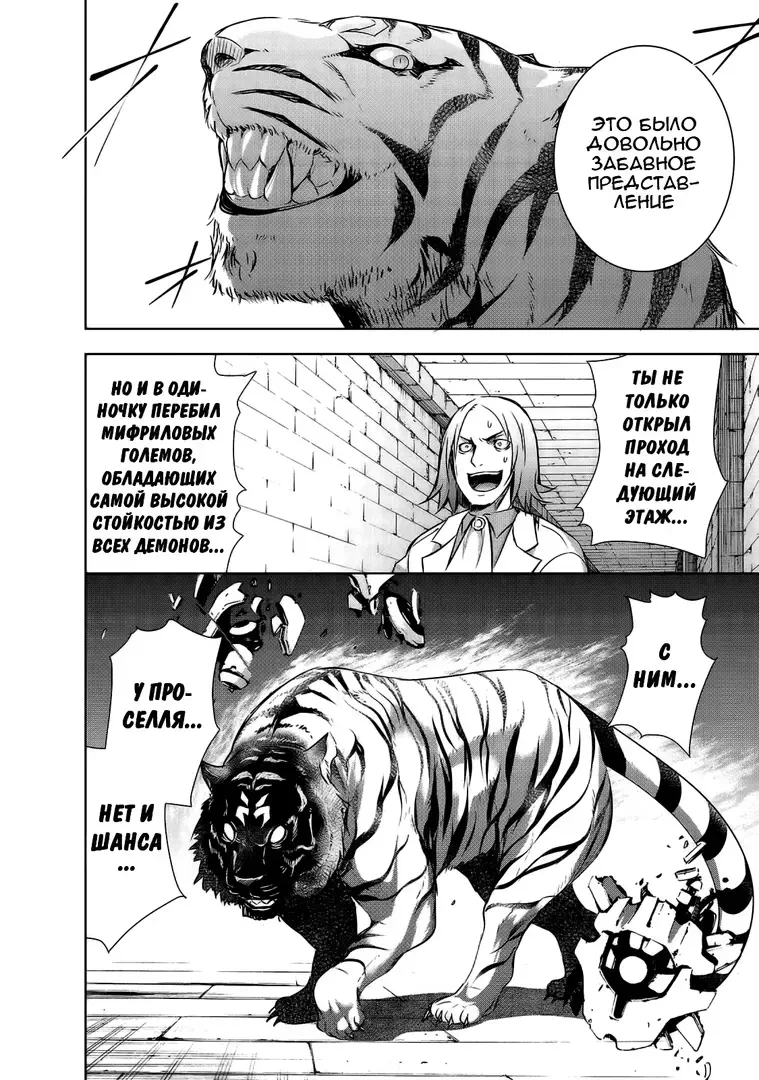 ЭТО БЫЛО
ДОВОЛЬНО
ЗАБАВНОЕ
ПРЕДСТАВ-
ЛЕНИЕ
ТЫ НЕ
ТОЛЬКО
ОТКРЫЛ
ПРОХОД
НА СЛЕ-
ДУЮЩИЙ
ЭТАЖ...
НО И В ОДИ-
НОЧКУ ПЕРЕБИЛ
МИФРИЛОВЫХ
ГОЛЕМОВ,
ОБЛАДАЮЩИХ
САМОЙ ВЫСОКОЙ
СТОЙКОСТЬЮ ИЗ
ВСЕХ ДЕМОНОВ...
С
НИМ...
У ПРО-
СЕЛЛЯ...
НЕТ И
ШАНСА
...